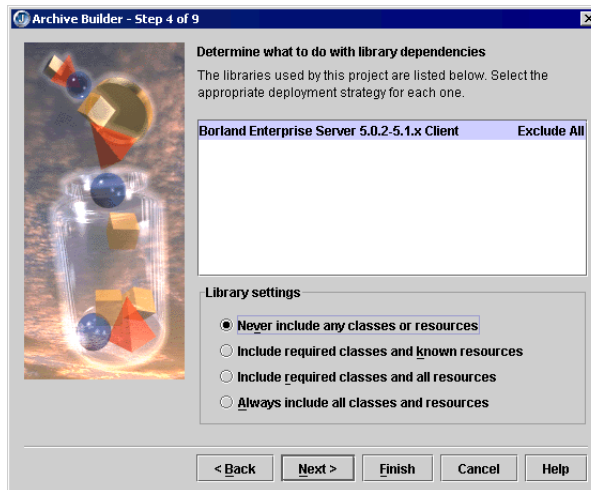 Archive Builder - Step 4 of 9
Determine what to do with library dependencies
The libraries used by this project are listed below. Select the
appropriate deployment strategy for each one.
Borland Enterprise Server 5.0.2-5.1.x Client Exclude All
Library settings
Never include any classes or resources
Include required classes and known resources
Include required classes and all resources
Always include all classes and resources
< Back Next > Finish Cancel Help